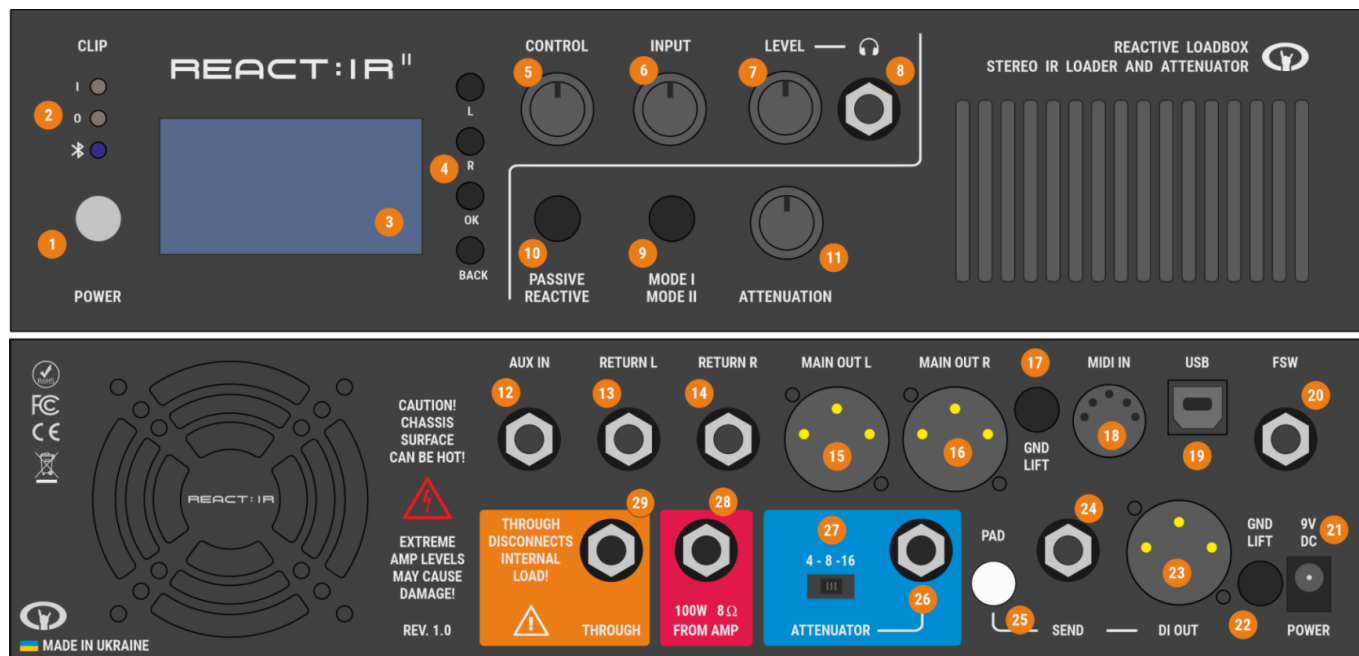 CLIP
I
O
2
1
POWER
REACT:IR II
3
4
L
R
OK
BACK
CONTROL
5
INPUT
6
LEVEL
7
8
10
PASSIVE
REACTIVE
9
MODE I
MODE II
11
ATTENUATION
REACTIVE LOADBOX
STEREO IR LOADER AND ATTENUATOR
RoHS
FC
CE
REACT:IR
MADE IN UKRAINE
CAUTION!
CHASSIS
SURFACE
CAN BE HOT!
EXTREME
AMP LEVELS
MAY CAUSE
DAMAGE!
REV. 1.0
AUX IN
12
RETURN L
13
RETURN R
14
MAIN OUT L
15
MAIN OUT R
16
17
GND
LIFT
MIDI IN
18
USB
19
FSW
20
29
THROUGH
DISCONNECTS
INTERNAL
LOAD!
THROUGH
28
100W 8Ω
FROM AMP
27
4 - 8 -16
26
ATTENUATOR
PAD
25
24
SEND
23
DI OUT
GND
LIFT
22
9V
DC
21
POWER